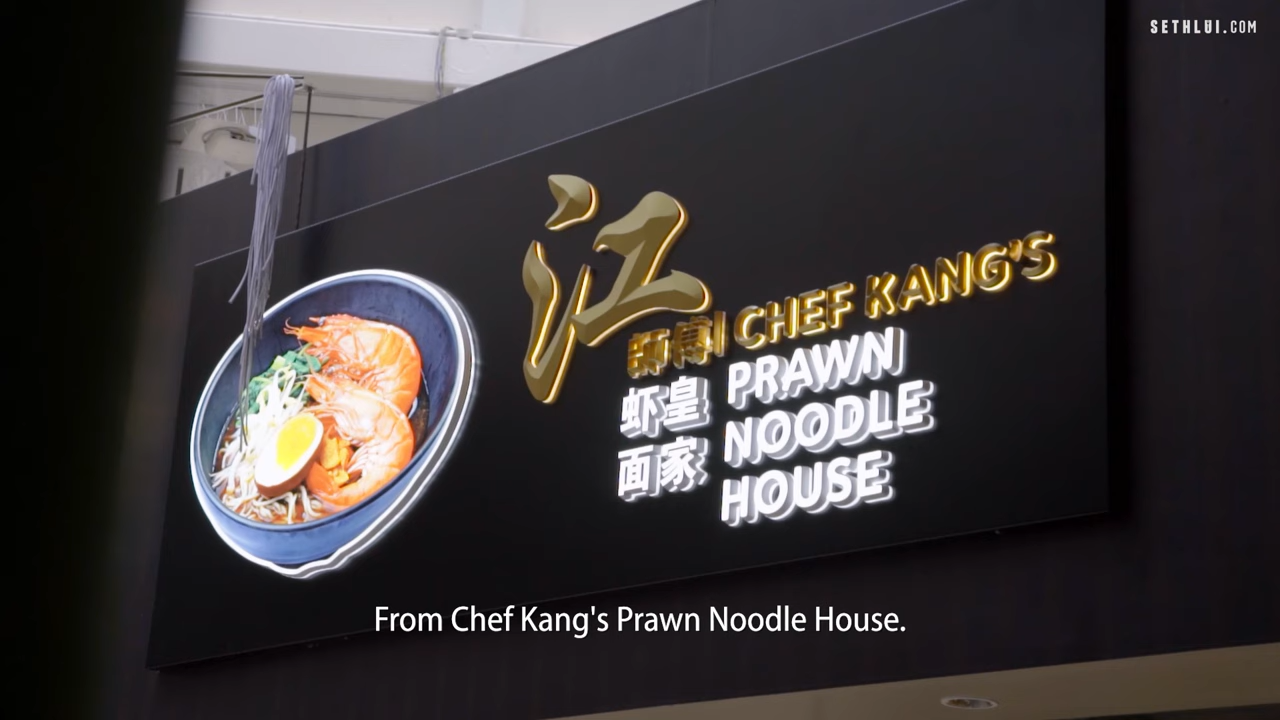 SETHLUI.COM
江
師傅 | CHEF KANG'S
虾皇 PRAWN
面家 NOODLE
HOUSE
From Chef Kang's Prawn Noodle House.